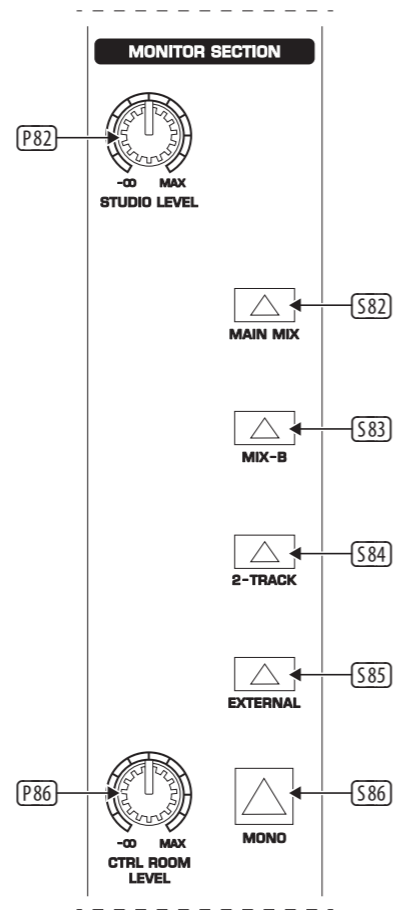 MONITOR SECTION
P82
-∞ MAX
STUDIO LEVEL
S82
MAIN MIX
S83
MIX-B
S84
2-TRACK
S85
EXTERNAL
P86
S86
-∞ MAX
CTRL ROOM
LEVEL
MONO